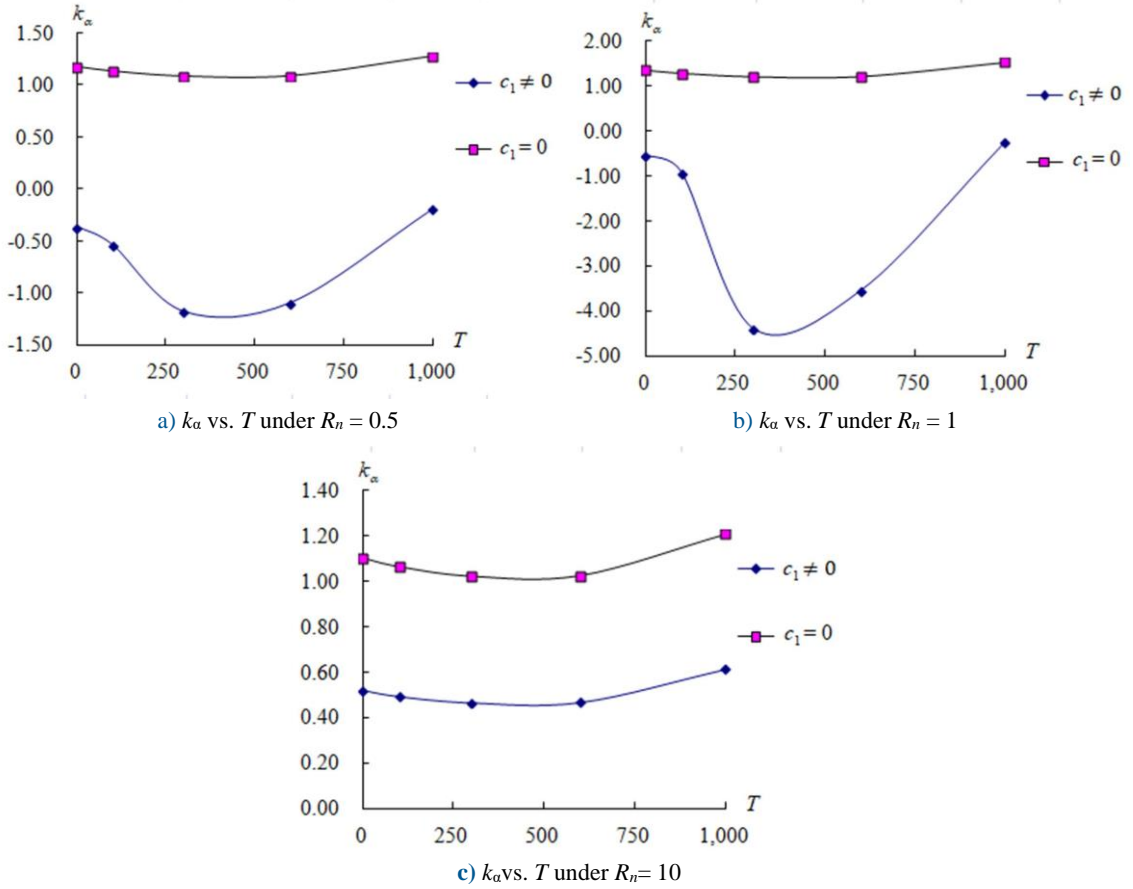 k_α
1.50
1.00
0.50
0.00
-0.50
-1.00
-1.50
0 250 500 750 1,000
T
c₁ ≠ 0
c₁ = 0
a) kα vs. T under Rn = 0.5
k_α
2.00
1.00
0.00
-1.00
-2.00
-3.00
-4.00
-5.00
0 250 500 750 1,000
T
c₁ ≠ 0
c₁ = 0
b) kα vs. T under Rn = 1
k_α
1.40
1.20
1.00
0.80
0.60
0.40
0.20
0.00
0 250 500 750 1,000
T
c₁ ≠ 0
c₁ = 0
c) kαvs. T under Rn= 10